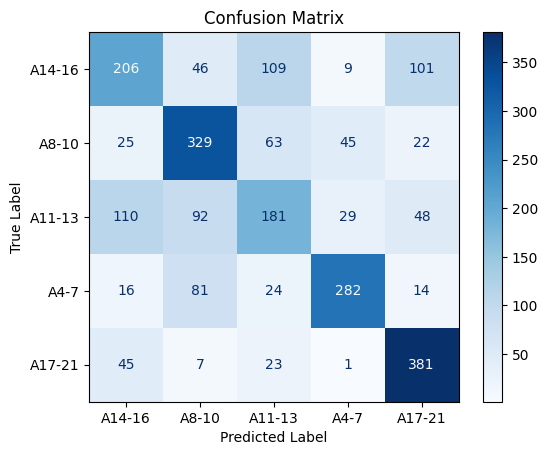 Confusion Matrix
True Label
A14-16 206 46 109 9 101
A8-10 25 329 63 45 22
A11-13 110 92 181 29 48
A4-7 16 81 24 282 14
A17-21 45 7 23 1 381
A14-16 A8-10 A11-13 A4-7 A17-21
Predicted Label
350
300
250
200
150
100
50